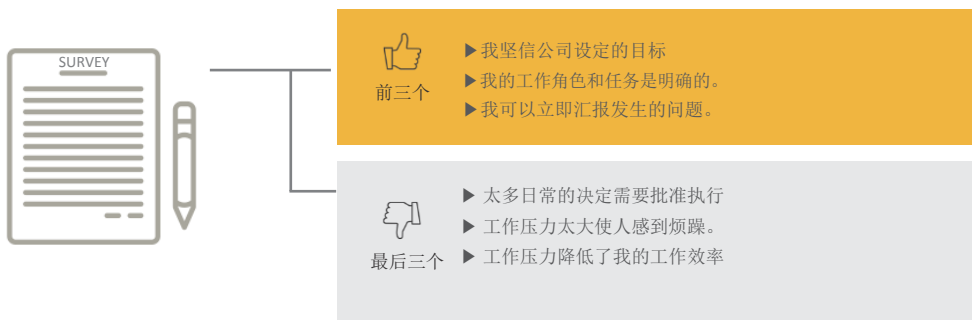 SURVEY
前三个
▶我坚信公司设定的目标
▶我的工作角色和任务是明确的。
▶我可以立即汇报发生的问题。
最后三个
▶ 太多日常的决定需要批准执行
▶ 工作压力太大使人感到烦躁。
▶ 工作压力降低了我的工作效率